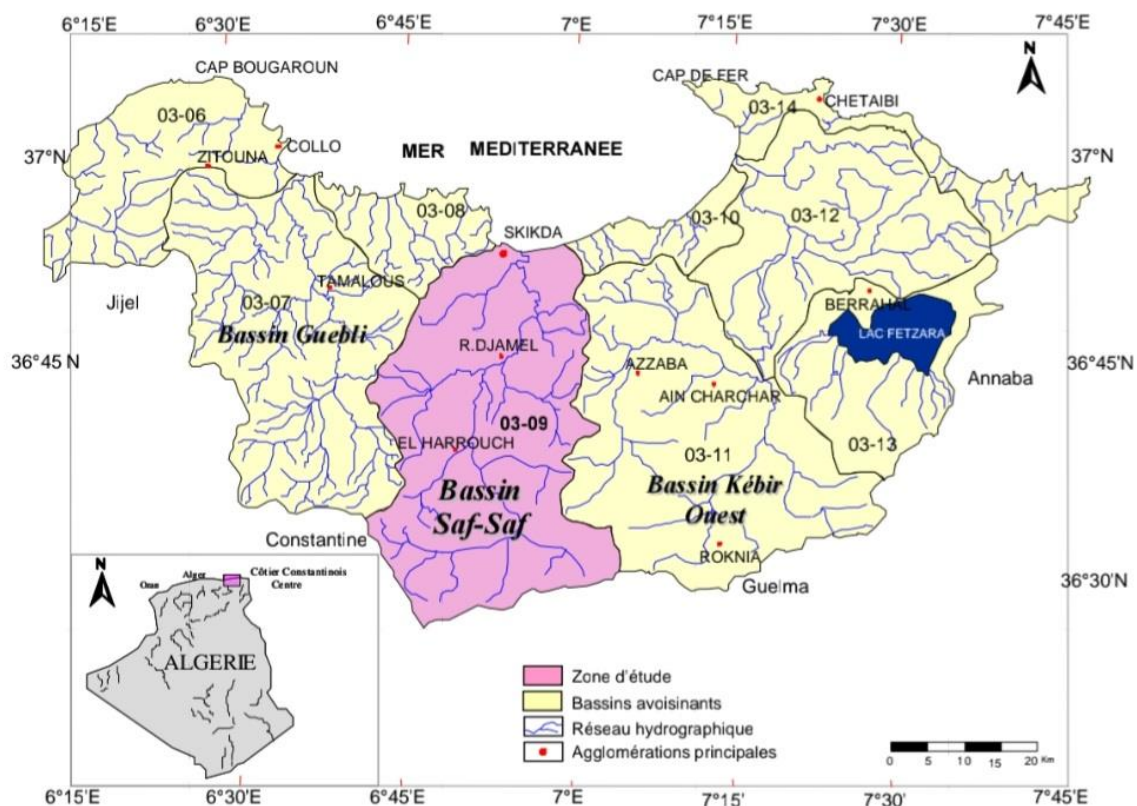 6°15'E 6°30'E 6°45'E 7°E 7°15'E 7°30'E 7°45'E
N
CAP BOUGAROUN
CAP DE FER
03-14
CHETAIBI
03-06
COLLO
ZITOUNA
MER MEDITERRANEE
37°N
37°N
03-08
03-10
03-12
SKIKDA
TAMALOUS
BERRAHAL
Jijel
03-07
Bassin Guebli
LAC FETZARA
R.DJAMEL
36°45'N
AZZABA
36°45'N
Annaba
AIN CHARCHAR
03-09
EL HARROUCH
03-13
03-11
Bassin
Saf-Saf
Bassin Kébir
Ouest
Constantine
ROKNIA
Guelma
36°30'N
N
Oran
Alger
Côtier Constantinois
Centre
ALGERIE
Zone d'étude
Bassins avoisinants
Réseau hydrographique
Agglomérations principales
0 5 10 15 20 Km
6°15'E 6°30'E 6°45'E 7°E 7°15'E 7°30'E 7°45'E